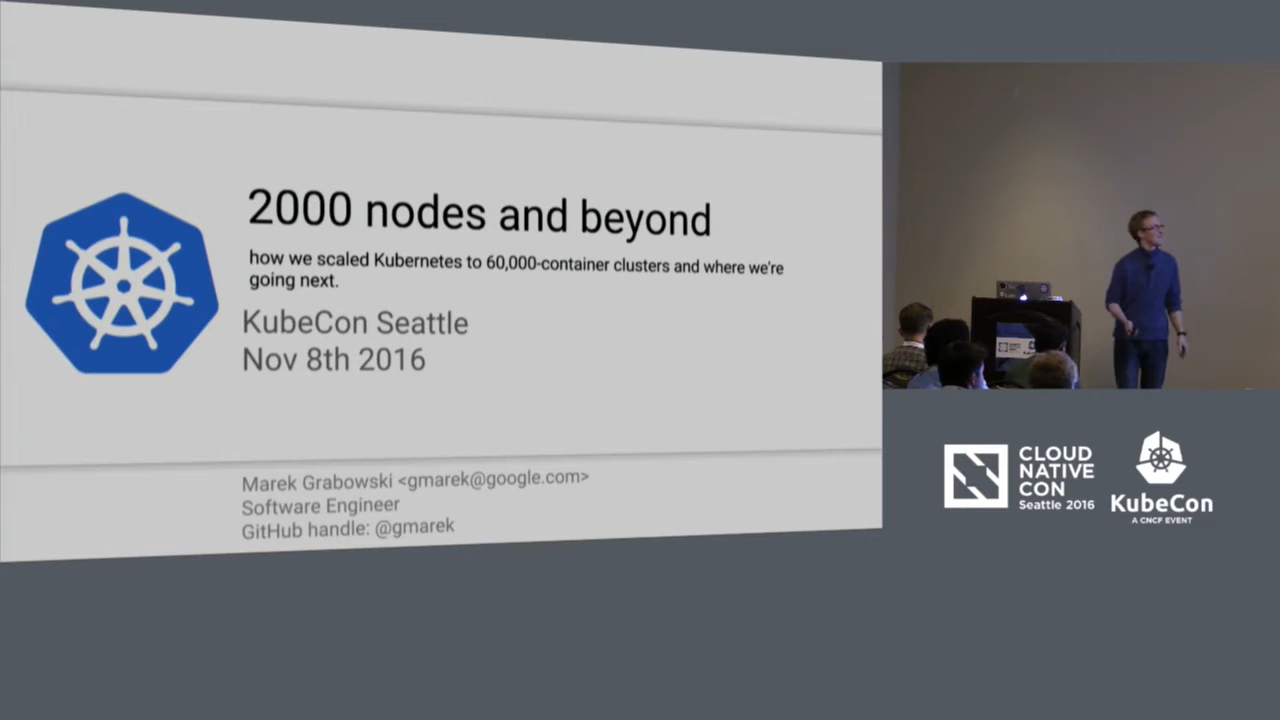 2000 nodes and beyond
how we scaled Kubernetes to 60,000-container clusters and where we're
going next.
KubeCon Seattle
Nov 8th 2016
Marek Grabowski <gmarek@google.com>
Software Engineer
GitHub handle: @gmarek
CLOUD
NATIVE
CON
Seattle 2016
KubeCon
A CNCF EVENT